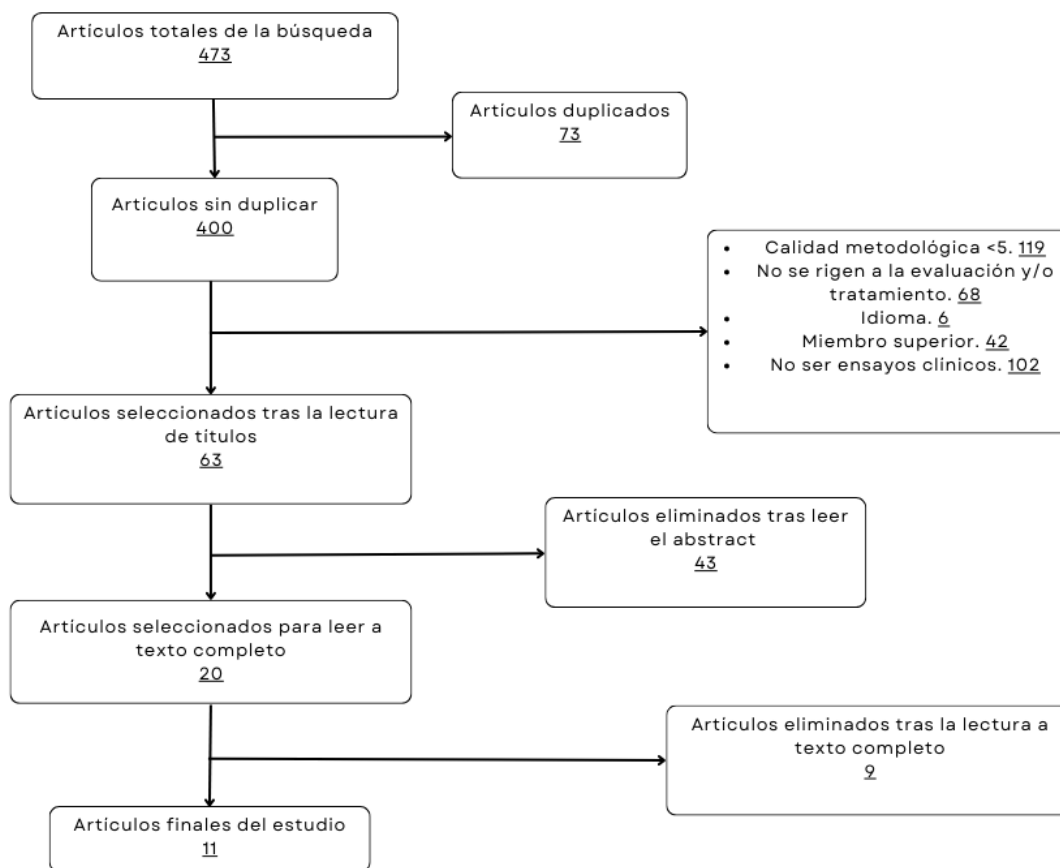 Artículos totales de la búsqueda
473
Artículos duplicados
73
Artículos sin duplicar
400
• Calidad metodológica <5. 119
• No se rigen a la evaluación y/o
tratamiento. 68
• Idioma. 6
• Miembro superior. 42
• No ser ensayos clínicos. 102
Artículos seleccionados tras la lectura
de títulos
63
Artículos eliminados tras leer
el abstract
43
Artículos seleccionados para leer a
texto completo
20
Artículos eliminados tras la lectura a
texto completo
9
Artículos finales del estudio
11